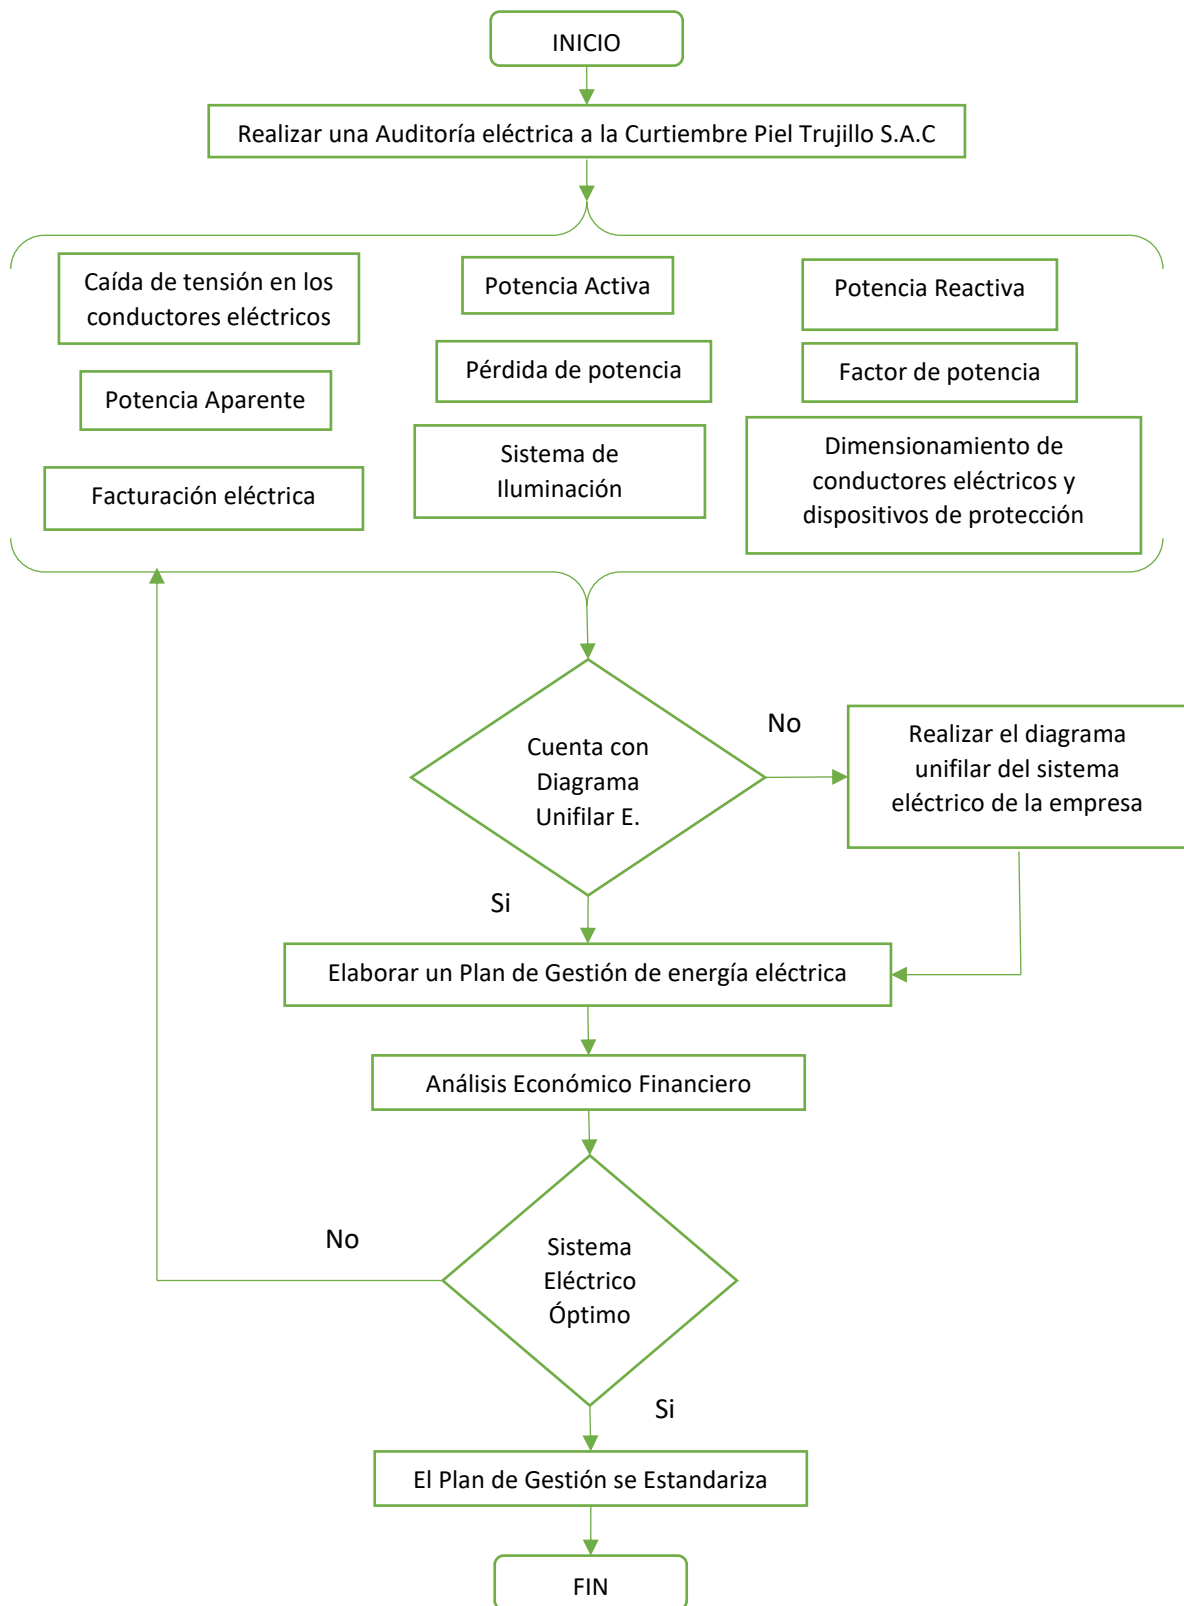 INICIO
Realizar una Auditoría eléctrica a la Curtiembre Piel Trujillo S.A.C
Caída de tensión en los
conductores eléctricos
Potencia Activa
Potencia Reactiva
Potencia Aparente
Pérdida de potencia
Factor de potencia
Facturación eléctrica
Sistema de
Iluminación
Dimensionamiento de
conductores eléctricos y
dispositivos de protección
Cuenta con
Diagrama
Unifilar E.
No
Realizar el diagrama
unifilar del sistema
eléctrico de la empresa
Si
Elaborar un Plan de Gestión de energía eléctrica
Análisis Económico Financiero
Sistema
Eléctrico
Óptimo
No
Si
El Plan de Gestión se Estandariza
FIN